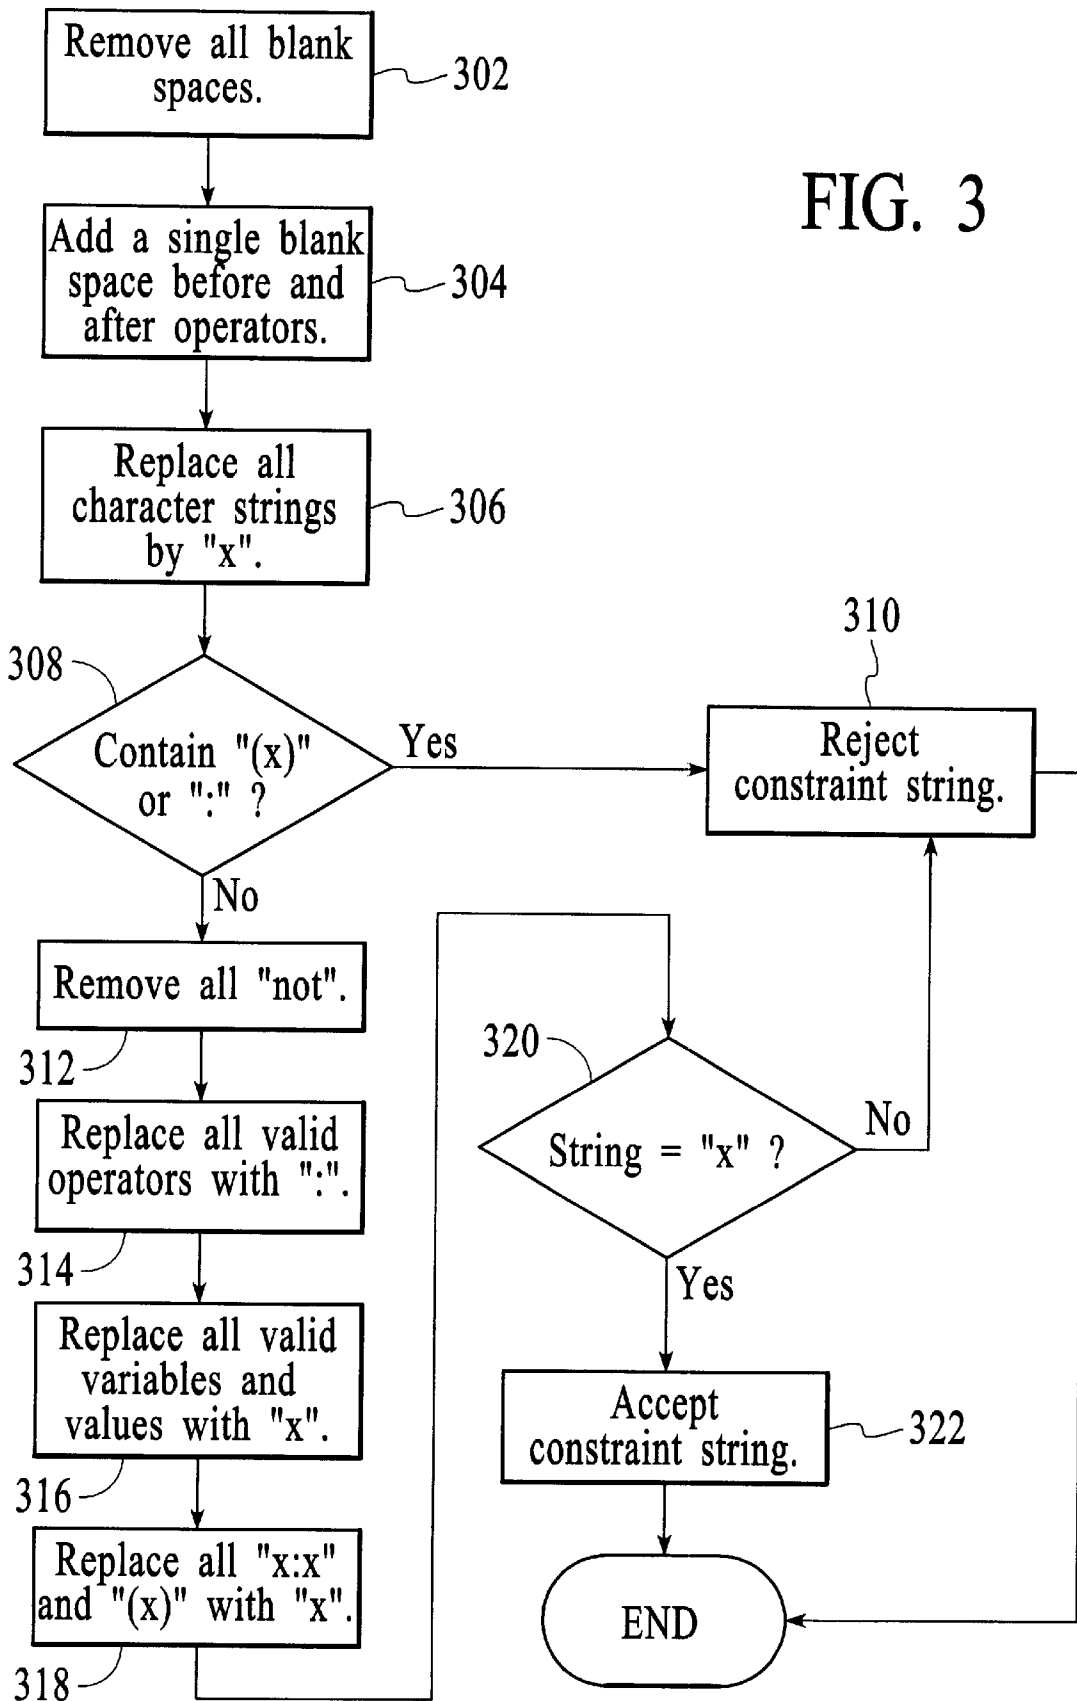 Remove all blank
spaces.
302
FIG. 3
Add a single blank
space before and
after operators.
304
Replace all
character strings
by "x".
306
308
Contain "(x)"
or ":" ?
Yes
No
310
Reject
constraint string.
Remove all "not".
312
Replace all valid
operators with ":".
314
Replace all valid
variables and
values with "x".
316
Replace all "x:x"
and "(x)" with "x".
318
320
String = "x" ?
No
Yes
Accept
constraint string.
322
END